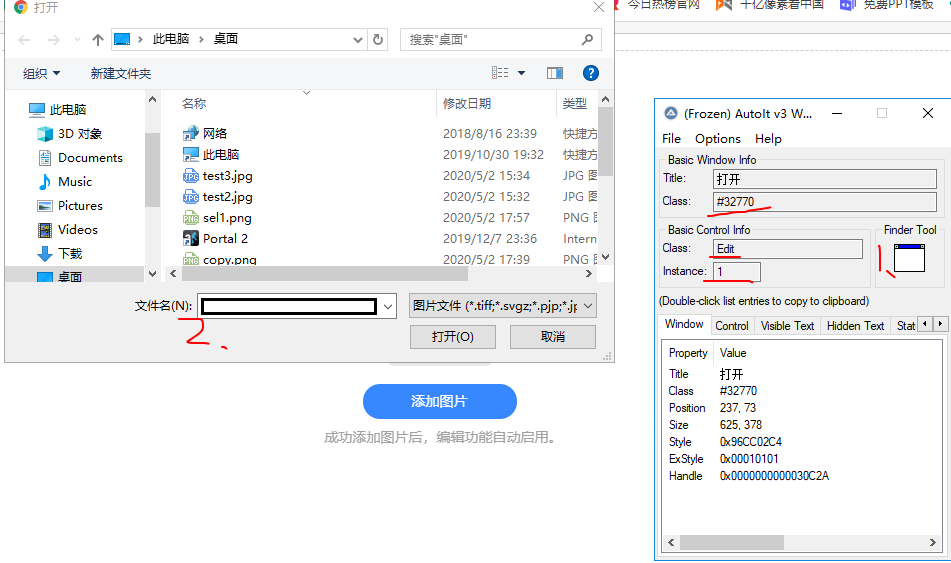 打开
今日热榜官网
十亿像素看中国
免费PPT模板
此电脑 › 桌面
搜索"桌面"
组织
新建文件夹
此电脑
3D 对象
Documents
Music
Pictures
Videos
下载
桌面
名称 修改日期 类型
网络 2018/8/16 23:39 快捷方
此电脑 2019/10/30 19:32 快捷方
test3.jpg 2020/5/2 15:34 JPG 图
test2.jpg 2020/5/2 15:32 JPG 图
sel1.png 2020/5/2 17:57 PNG 图
Portal 2 2019/12/7 23:36 Intern
copy.png 2020/5/2 17:39 PNG 图
文件名(N):
图片文件 (*.tiff;*.svgz;*.pjp;*.jp
打开(O) 取消
2.
添加图片
成功添加图片后，编辑功能自动启用。
(Frozen) AutoIt v3 W...
File Options Help
Basic Window Info
Title: 打开
Class: #32770
Basic Control Info
Class: Edit
Instance: 1
Finder Tool
1、
(Double-click list entries to copy to clipboard)
Window Control Visible Text Hidden Text Stat
Property Value
Title 打开
Class #32770
Position 237, 73
Size 625, 378
Style 0x96CC02C4
ExStyle 0x00010101
Handle 0x0000000000030C2A